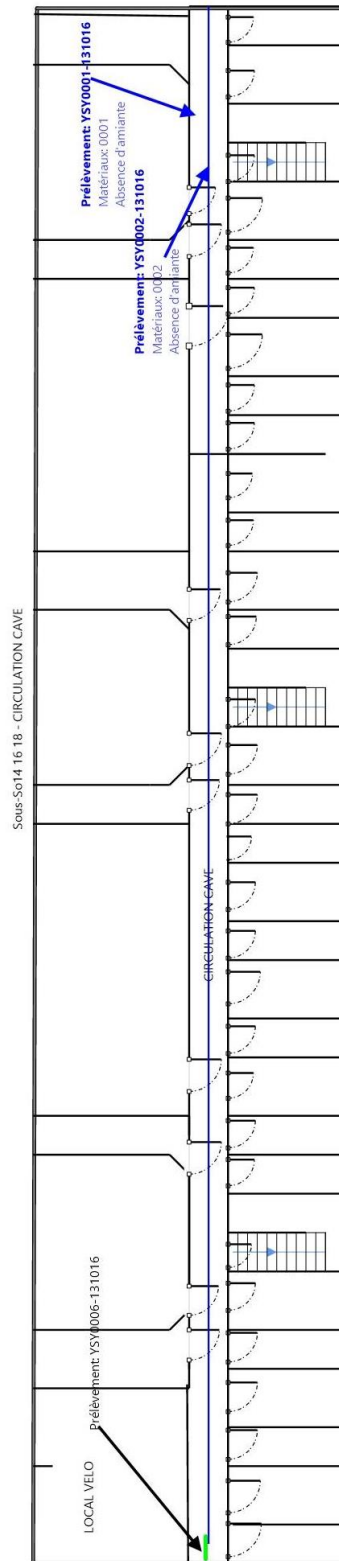 Sous-So14 16 18 - CIRCULATION CAVE
LOCAL VELO
Prélèvement: YSY0006-131016
CIRCULATION CAVE
Prélèvement: YSY0002-131016
Matériaux: 0002
Absence d'amiante
Prélèvement: YSY0001-131016
Matériaux: 0001
Absence d'amiante